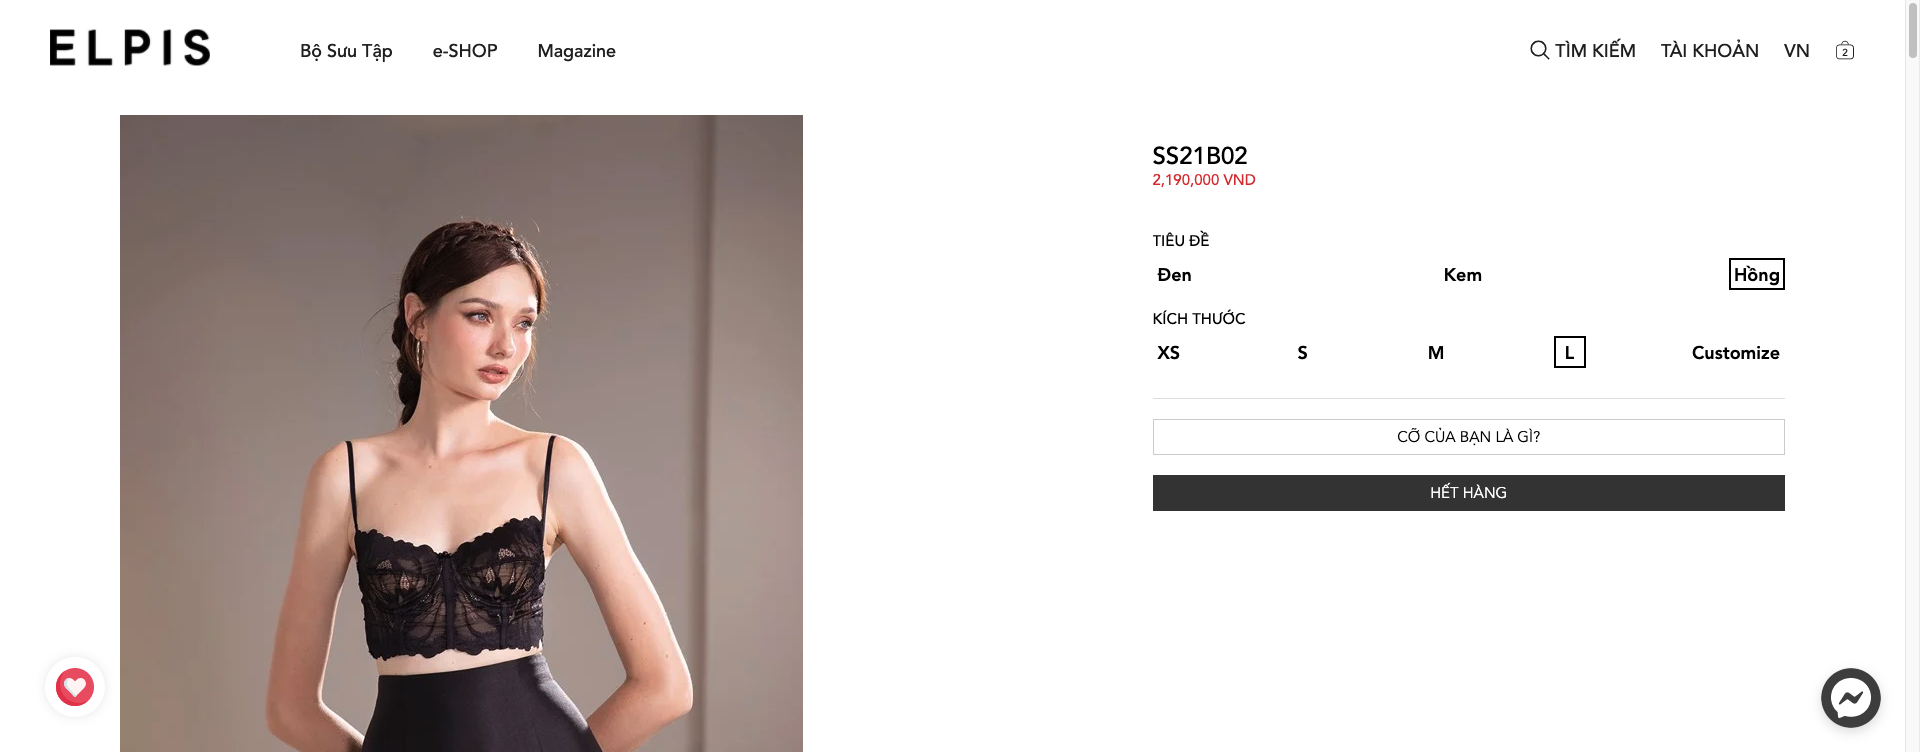 ELPIS
Bộ Sưu Tập e-SHOP Magazine
TÌM KIẾM TÀI KHOẢN VN 2
SS21B02
2,190,000 VND
TIÊU ĐỀ
Đen Kem Hồng
KÍCH THƯỚC
XS S M L Customize
CỠ CỦA BẠN LÀ GÌ?
HẾT HÀNG